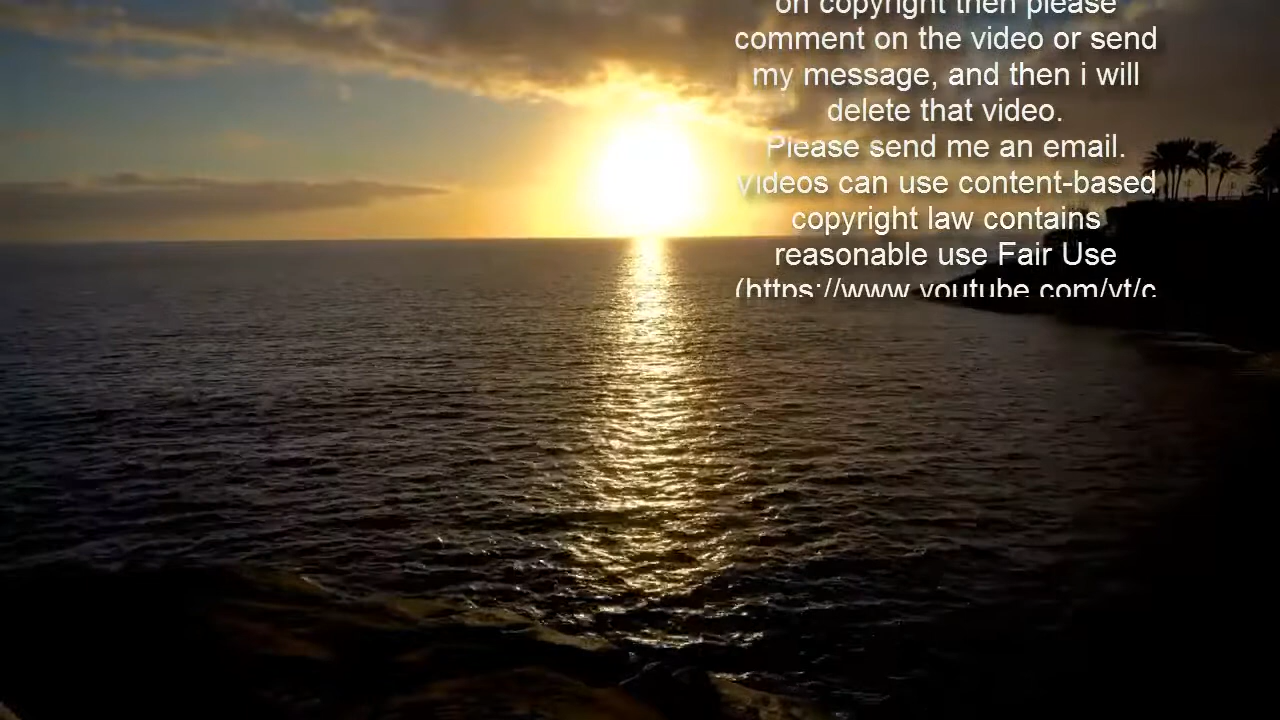 on copyright then please
comment on the video or send
my message, and then i will
delete that video.
Please send me an email.
Videos can use content-based
copyright law contains
reasonable use Fair Use
(https://www.youtube.com/yt/c